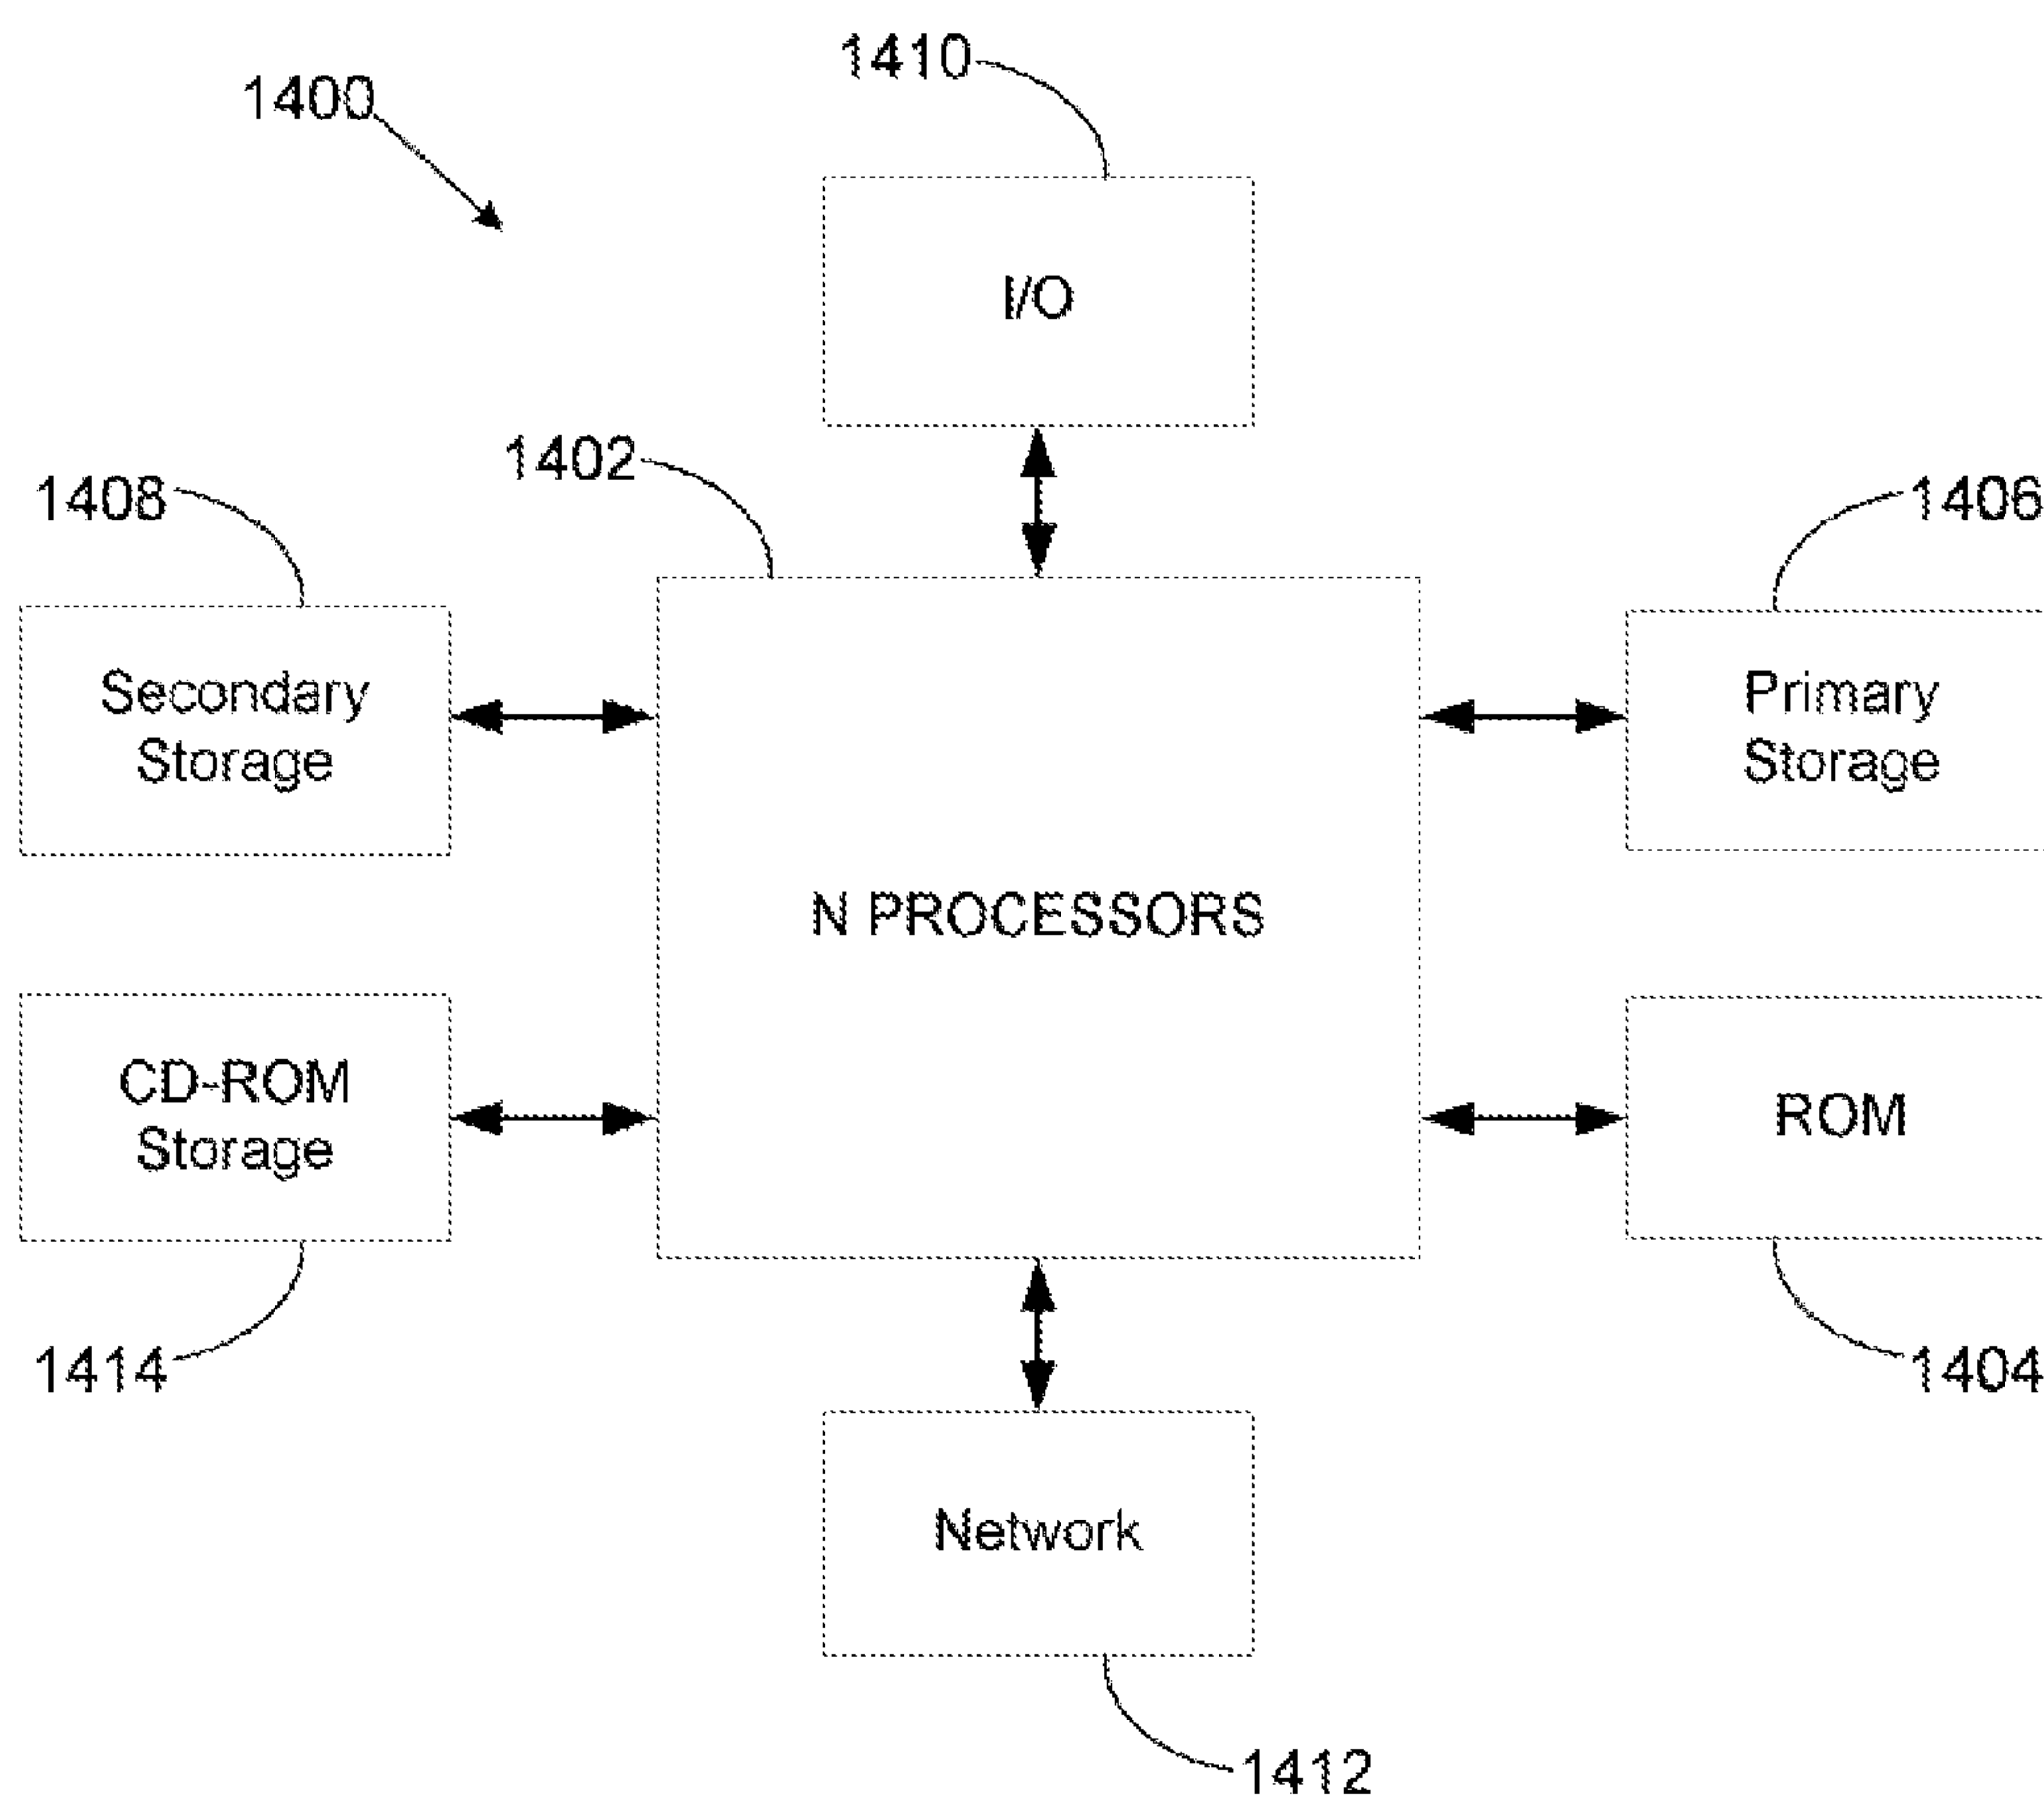 1410
1400
I/O
1402
1408
1406
Secondary
Storage
Primary
Storage
N PROCESSORS
CD-ROM
Storage
ROM
1414
1404
Network
1412